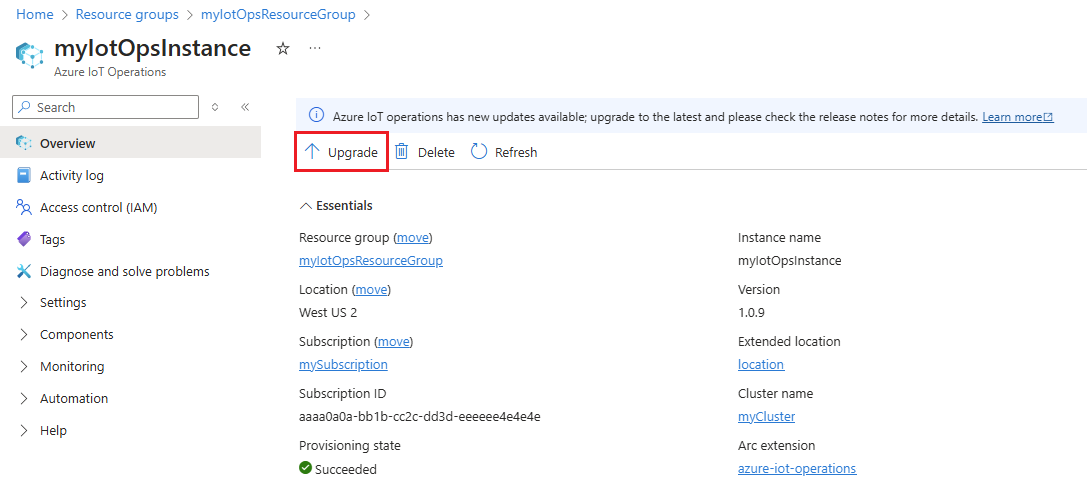 Home > Resource groups > myIotOpsResourceGroup >
myIotOpsInstance
Azure IoT Operations
Search
Overview
Activity log
Access control (IAM)
Tags
Diagnose and solve problems
Settings
Components
Monitoring
Automation
Help
Azure IoT operations has new updates available; upgrade to the latest and please check the release notes for more details. Learn more
Upgrade Delete Refresh
Essentials
Resource group (move)
myIotOpsResourceGroup
Location (move)
West US 2
Subscription (move)
mySubscription
Subscription ID
aaaa0a0a-bb1b-cc2c-dd3d-eeeeee4e4e4e
Provisioning state
Succeeded
Instance name
myIotOpsInstance
Version
1.0.9
Extended location
location
Cluster name
myCluster
Arc extension
azure-iot-operations